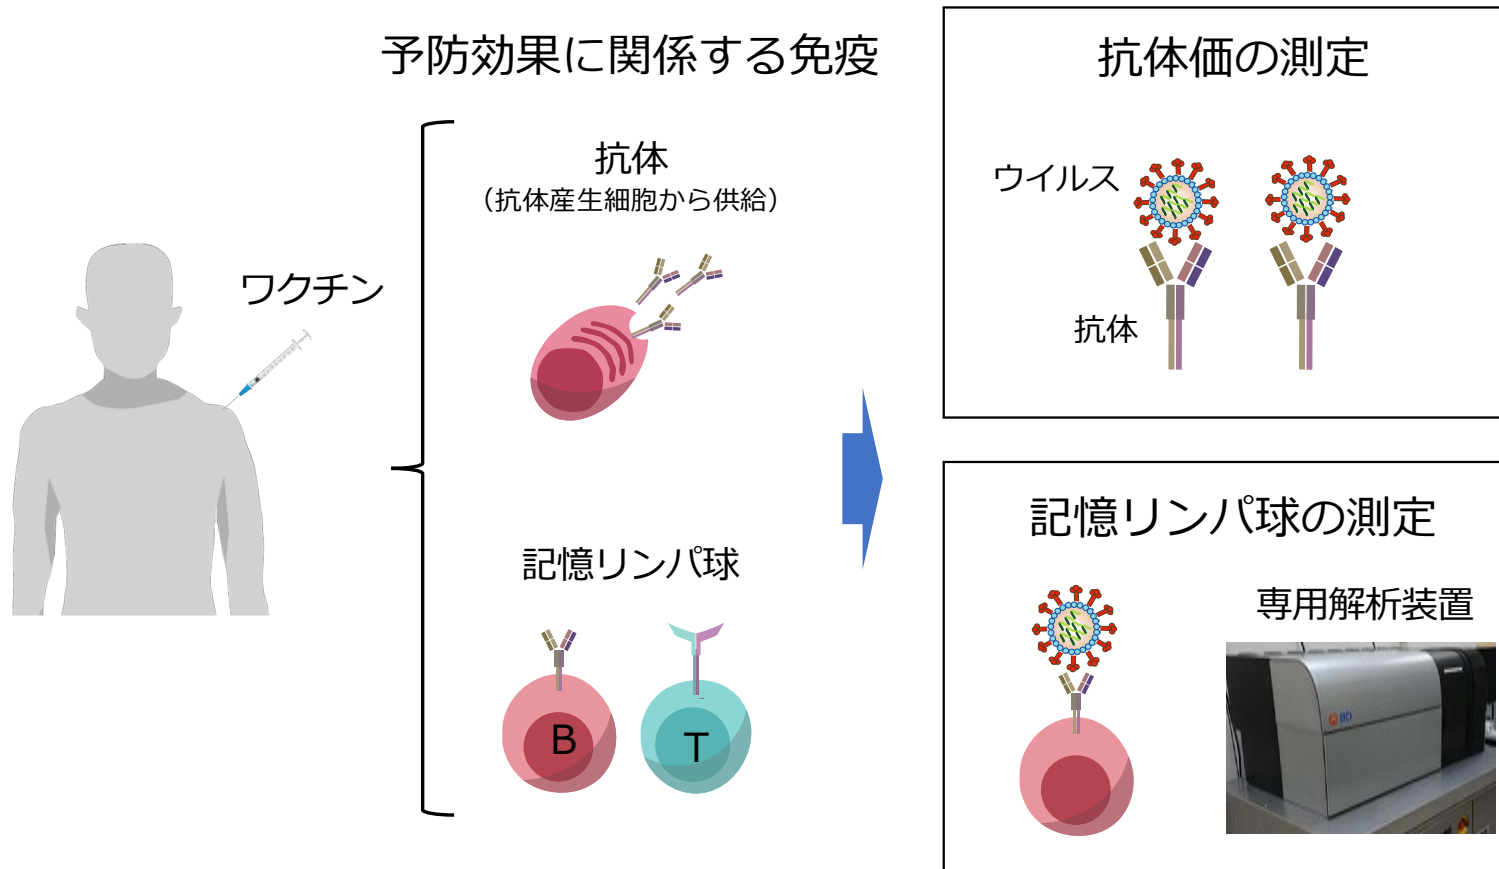 予防効果に関係する免疫
抗体
（抗体産生細胞から供給）
ワクチン
記憶リンパ球
B
T
抗体価の測定
ウイルス
抗体
記憶リンパ球の測定
専用解析装置
BD